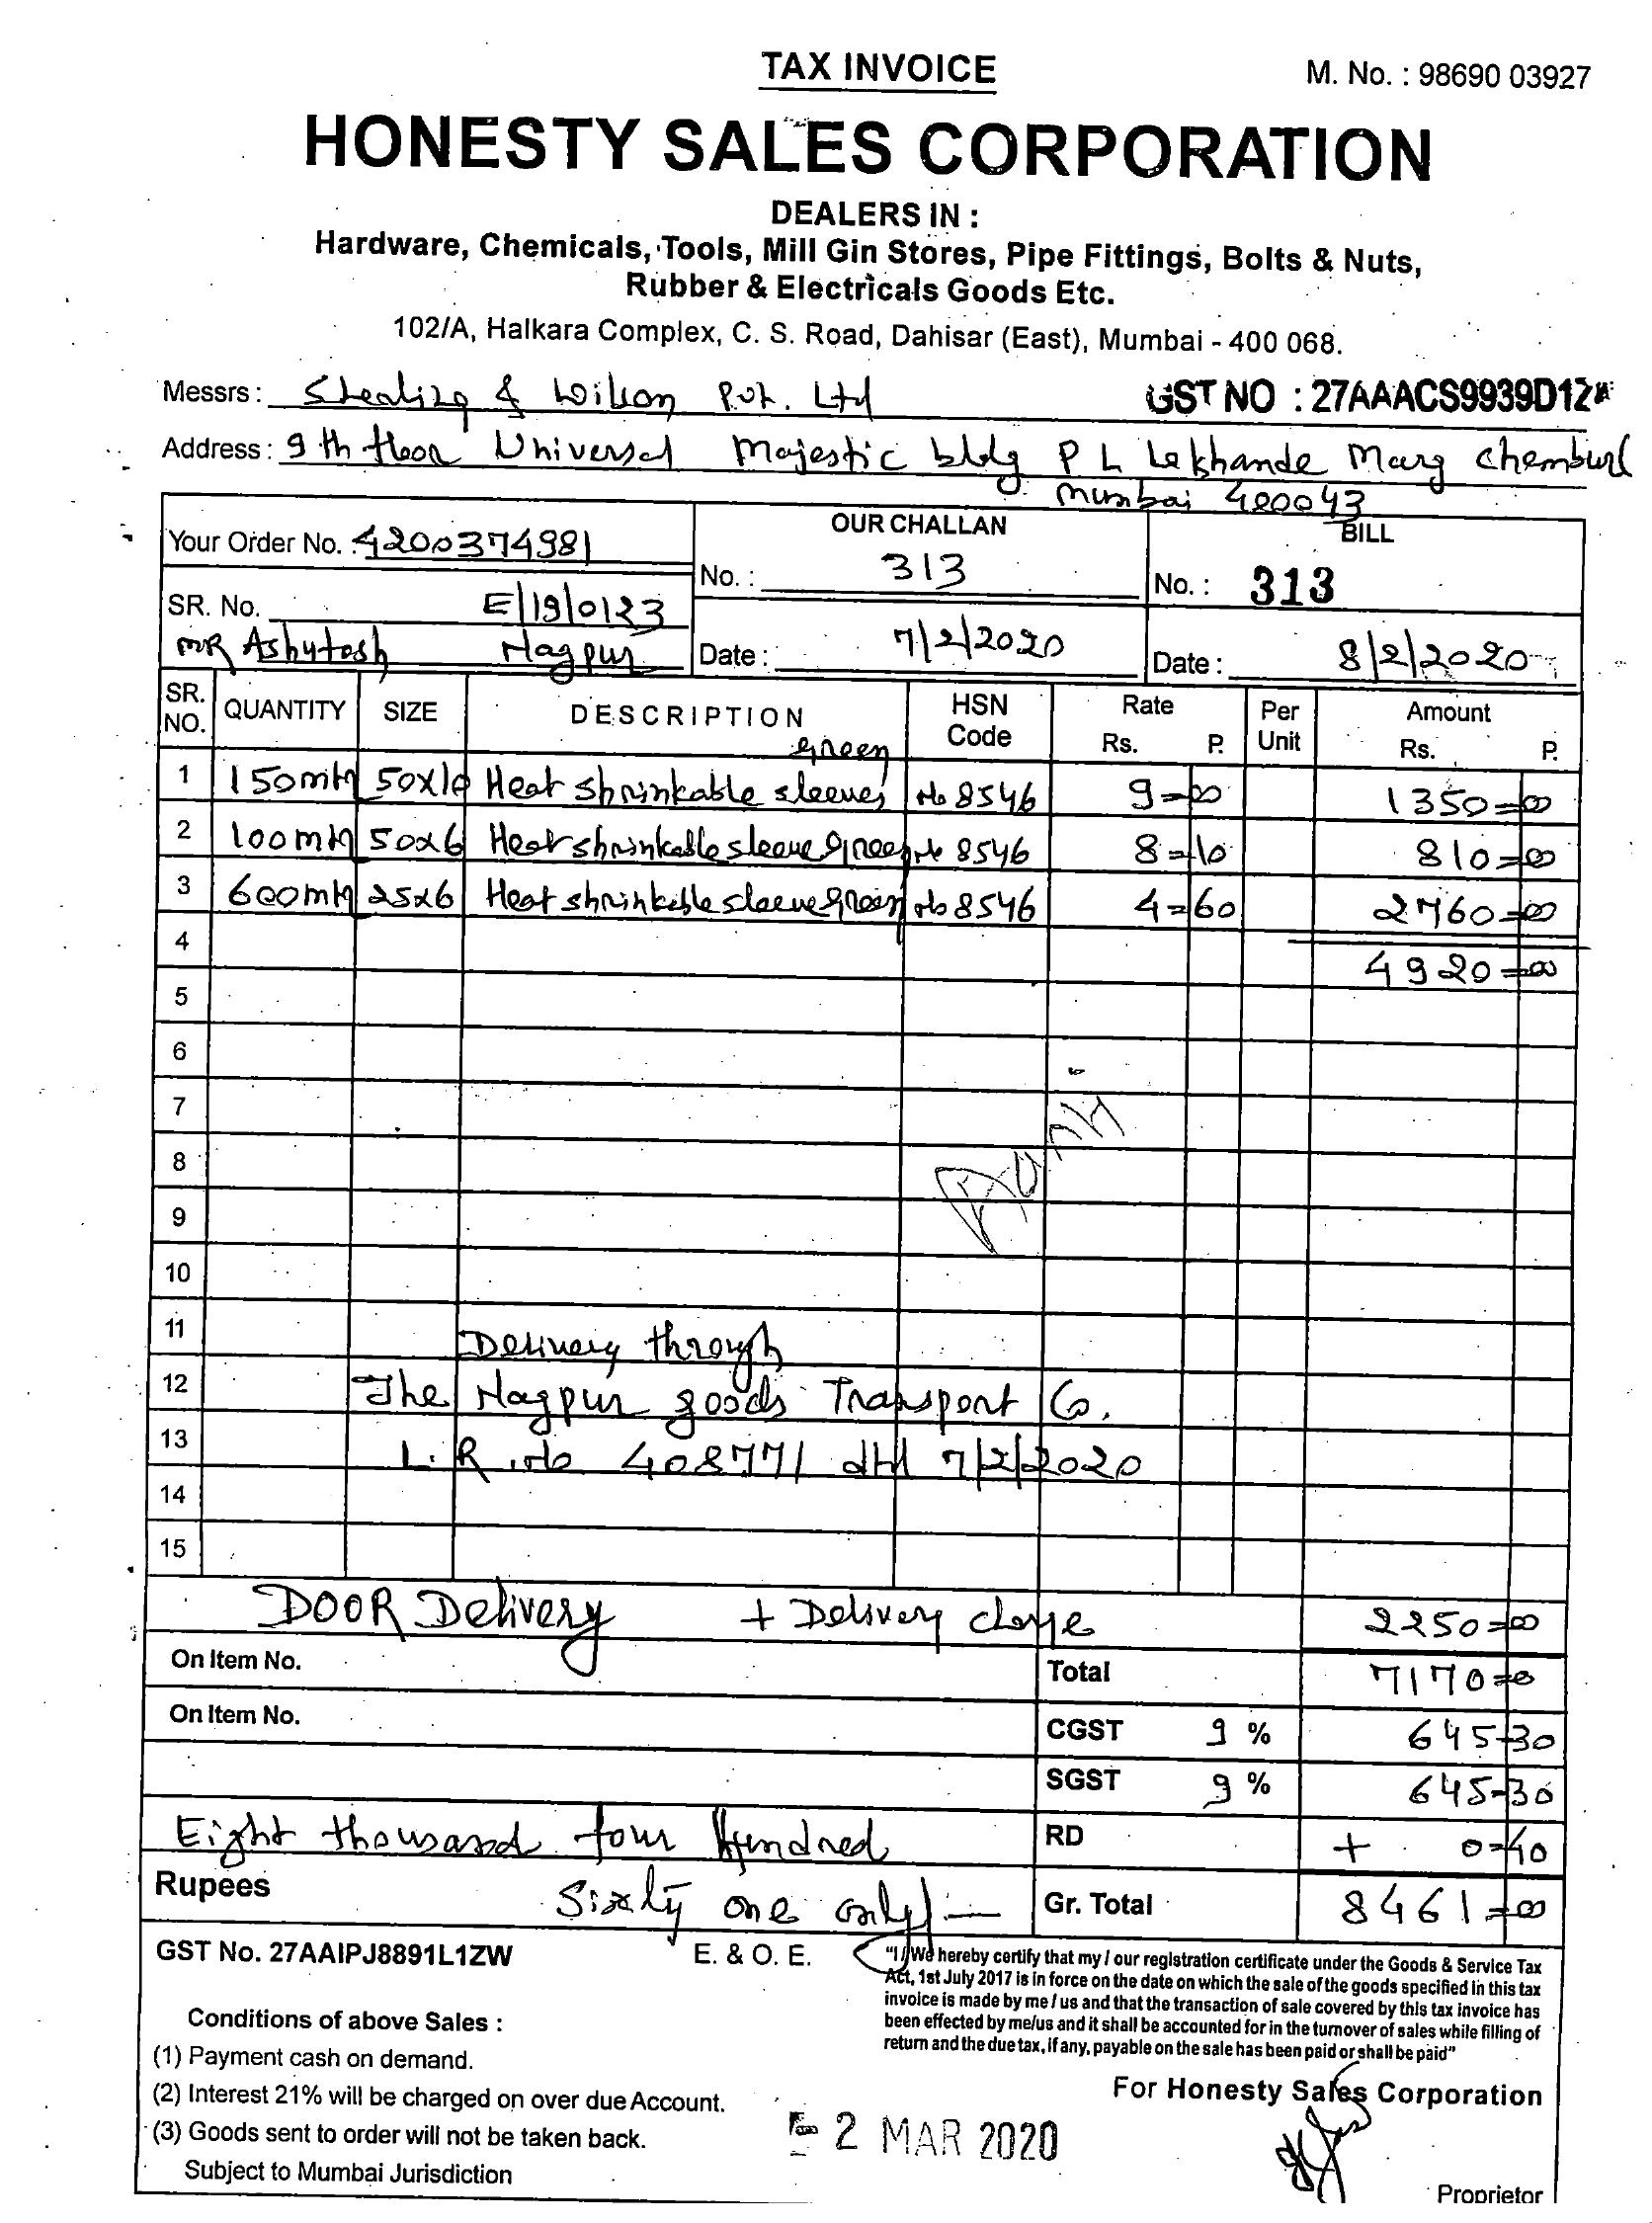 TAX INVOICE
M. No. : 98690 03927
HONESTY SALES CORPORATION
DEALERS IN :
Hardware, Chemicals, Tools, Mill Gin Stores, Pipe Fittings, Bolts & Nuts,
Rubber & Electricals Goods Etc.
102/A, Halkara Complex, C. S. Road, Dahisar (East), Mumbai - 400 068.
Messrs : & Wilson Pvt. Ltd GST NO : 27AAACS9939D1Z
Address : 9th floor Universal Majestic bldg P L Lokhande Marg
Mumbai 400043
Your Order No. : 4200374981 OUR CHALLAN BILL
No. : 313 No. : 313
SR. No. E/19/0123
MR Ashutosh Nagpur Date : 7/2/2020 Date : 8/2/2020
SR. NO. QUANTITY SIZE DESCRIPTION HSN Code Rate Rs. P. Per Unit Amount Rs. P.
green
1 150mtr 50x10 Heat shrinkable sleeves No 8546 9=00 1350=00
2 100mtr 50x6 Heat shrinkable sleeve green No 8546 8=10 810=00
3 600mtr 25x6 Heat shrinkable sleeve green No 8546 4=60 2760=00
4 4920=00
5
6
7
8
9
10
11 Delivery through
12 The Nagpur goods Transport Co.
13 L.R. No 408771 dtd 7/2/2020
14
15
DOOR Delivery + Delivery charge 2250=00
On Item No. Total 7170=00
On Item No. CGST 9 % 645-30
SGST 9 % 645-30
Eight thousand four Hundred RD + 0=40
Rupees Sixty one only/— Gr. Total 8461=00
GST No. 27AAIPJ8891L1ZW E. & O. E.
"I / We hereby certify that my / our registration certificate under the Goods & Service Tax
Act, 1st July 2017 is in force on the date on which the sale of the goods specified in this tax
invoice is made by me / us and that the transaction of sale covered by this tax invoice has
been effected by me/us and it shall be accounted for in the turnover of sales while filling of
return and the due tax, if any, payable on the sale has been paid or shall be paid"
Conditions of above Sales :
(1) Payment cash on demand.
(2) Interest 21% will be charged on over due Account.
(3) Goods sent to order will not be taken back.
Subject to Mumbai Jurisdiction
2 MAR 2020
For Honesty Sales Corporation
Proprietor